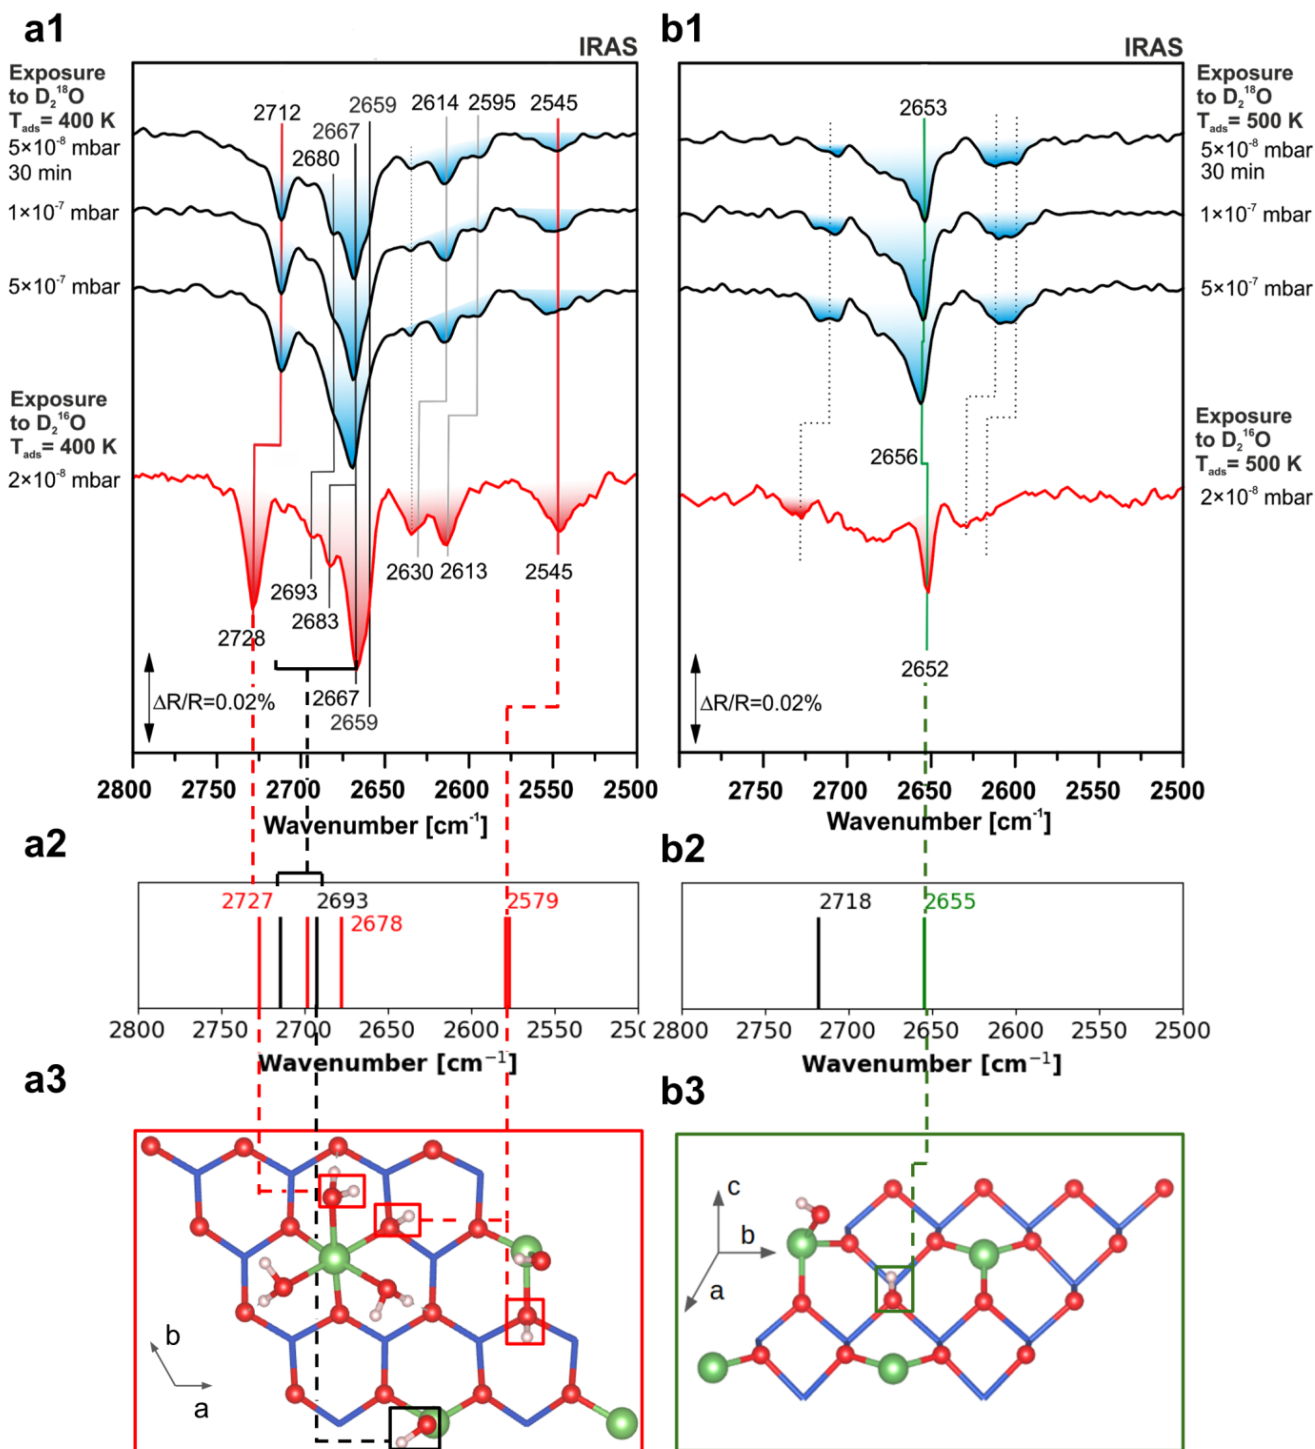 a1
IRAS
Exposure
to D₂¹⁸O
T_ads = 400 K
5×10⁻⁸ mbar
30 min
1×10⁻⁷ mbar
5×10⁻⁷ mbar
Exposure
to D₂¹⁶O
T_ads = 400 K
2×10⁻⁸ mbar
2712
2680
2667
2659
2614
2595
2545
2728
2693
2683
2667
2659
2630
2613
2545
ΔR/R=0.02%
2800 2750 2700 2650 2600 2550 2500
Wavenumber [cm⁻¹]
b1
IRAS
Exposure
to D₂¹⁸O
T_ads = 500 K
5×10⁻⁸ mbar
30 min
1×10⁻⁷ mbar
5×10⁻⁷ mbar
Exposure
to D₂¹⁶O
T_ads = 500 K
2×10⁻⁸ mbar
2653
2656
2652
ΔR/R=0.02%
2750 2700 2650 2600 2550 2500
Wavenumber [cm⁻¹]
a2
2727
2693
2678
2579
2800 2750 2700 2650 2600 2550 250
Wavenumber [cm⁻¹]
b2
2718
2655
2800 2750 2700 2650 2600 2550 2500
Wavenumber [cm⁻¹]
a3
b
a
b3
c
b
a